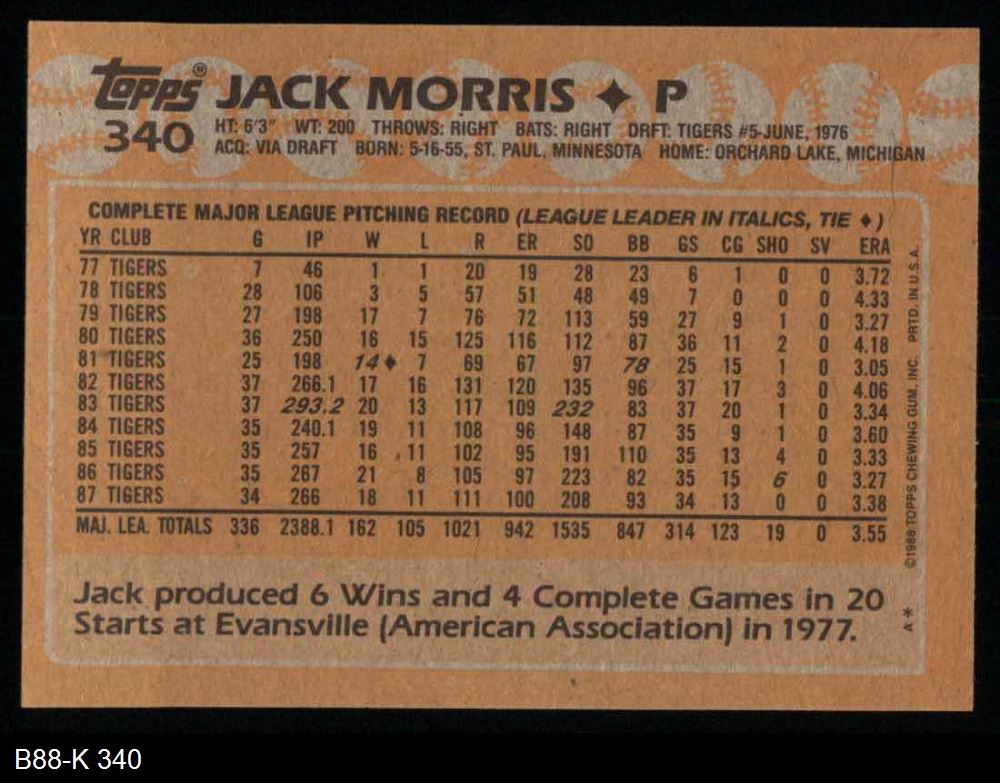 topps® JACK MORRIS ✦ P
340 HT: 6'3" WT: 200 THROWS: RIGHT BATS: RIGHT DRFT: TIGERS #5-JUNE, 1976
ACQ: VIA DRAFT BORN: 5-16-55, ST. PAUL, MINNESOTA HOME: ORCHARD LAKE, MICHIGAN
COMPLETE MAJOR LEAGUE PITCHING RECORD (LEAGUE LEADER IN ITALICS, TIE ♦)
YR CLUB G IP W L R ER SO BB GS CG SHO SV ERA
77 TIGERS 7 46 1 1 20 19 28 23 6 1 0 0 3.72
78 TIGERS 28 106 3 5 57 51 48 49 7 0 0 0 4.33
79 TIGERS 27 198 17 7 76 72 113 59 27 9 1 0 3.27
80 TIGERS 36 250 16 15 125 116 112 87 36 11 2 0 4.18
81 TIGERS 25 198 14♦ 7 69 67 97 78 25 15 1 0 3.05
82 TIGERS 37 266.1 17 16 131 120 135 96 37 17 3 0 4.06
83 TIGERS 37 293.2 20 13 117 109 232 83 37 20 1 0 3.34
84 TIGERS 35 240.1 19 11 108 96 148 87 35 9 1 0 3.60
85 TIGERS 35 257 16 11 102 95 191 110 35 13 4 0 3.33
86 TIGERS 35 267 21 8 105 97 223 82 35 15 6 0 3.27
87 TIGERS 34 266 18 11 111 100 208 93 34 13 0 0 3.38
MAJ. LEA. TOTALS 336 2388.1 162 105 1021 942 1535 847 314 123 19 0 3.55
Jack produced 6 Wins and 4 Complete Games in 20
Starts at Evansville (American Association) in 1977.
A* ©1988 TOPPS CHEWING GUM, INC. PRTD. IN U.S.A.
B88-K 340